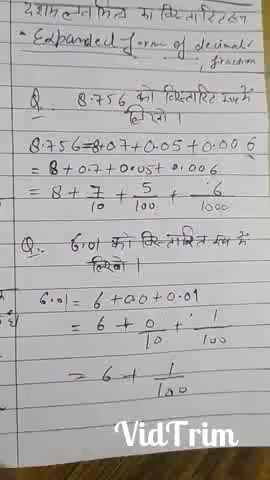 दशमलव भिन्न का विस्तारित रूप
Expanded form of decimal
fraction
Q. 8.756 को विस्तारित रूप में
लिखो।
8.756=8.07+0.05+0.006
= 8+0.7+0.05+0.006
= 8 + 7/10 + 5/100 + 6/1000
Q. 6.01 को विस्तारित रूप में
लिखो।
6.01 = 6+0.0+0.01
= 6 + 0/10 + 1/100
= 6 + 1/100
VidTrim